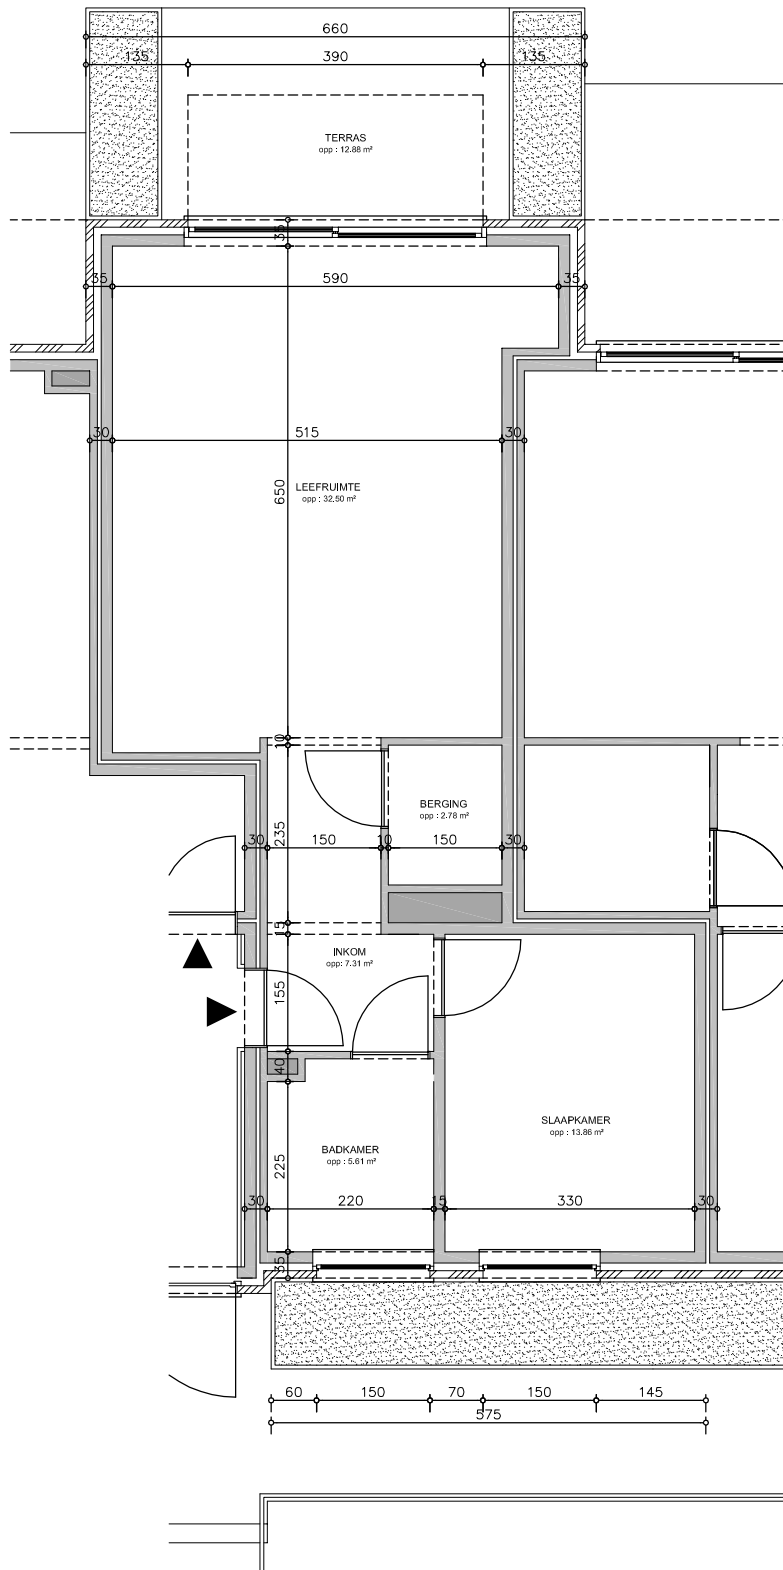 660
135 390 135
TERRAS
opp : 12.88 m²
35
35 590 35
30 515 30
650
LEEFRUIMTE
opp : 32.50 m²
10
BERGING
opp : 2.78 m²
235
30 150 10 150 30
15
INKOM
opp: 7.31 m²
155
40
SLAAPKAMER
opp : 13.86 m²
BADKAMER
opp : 5.61 m²
225
30 220 15 330 30
35
60 150 70 150 145
575